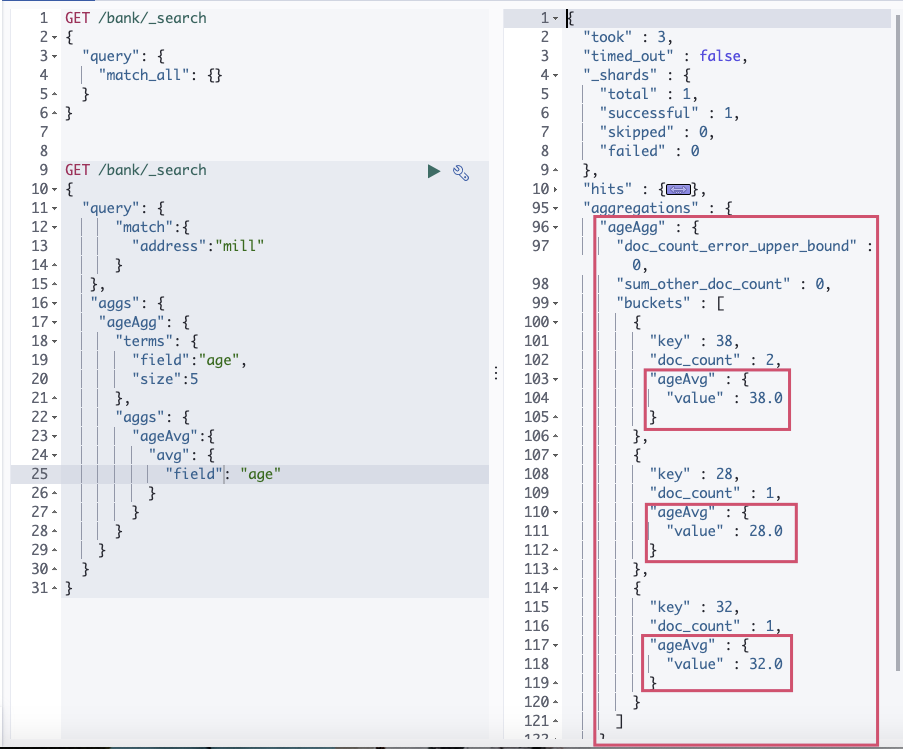 1 GET /bank/_search
2 {
3 "query": {
4 "match_all": {}
5 }
6 }
7
8
9 GET /bank/_search
10 {
11 "query": {
12 "match":{
13 "address":"mill"
14 }
15 },
16 "aggs": {
17 "ageAgg": {
18 "terms": {
19 "field":"age",
20 "size":5
21 },
22 "aggs": {
23 "ageAvg":{
24 "avg": {
25 "field": "age"
26 }
27 }
28 }
29 }
30 }
31 }
1 {
2 "took" : 3,
3 "timed_out" : false,
4 "_shards" : {
5 "total" : 1,
6 "successful" : 1,
7 "skipped" : 0,
8 "failed" : 0
9 },
10 "hits" : {},
95 "aggregations" : {
96 "ageAgg" : {
97 "doc_count_error_upper_bound" :
0,
98 "sum_other_doc_count" : 0,
99 "buckets" : [
100 {
101 "key" : 38,
102 "doc_count" : 2,
103 "ageAvg" : {
104 "value" : 38.0
105 }
106 },
107 {
108 "key" : 28,
109 "doc_count" : 1,
110 "ageAvg" : {
111 "value" : 28.0
112 }
113 },
114 {
115 "key" : 32,
116 "doc_count" : 1,
117 "ageAvg" : {
118 "value" : 32.0
119 }
120 }
121 ]
122 }